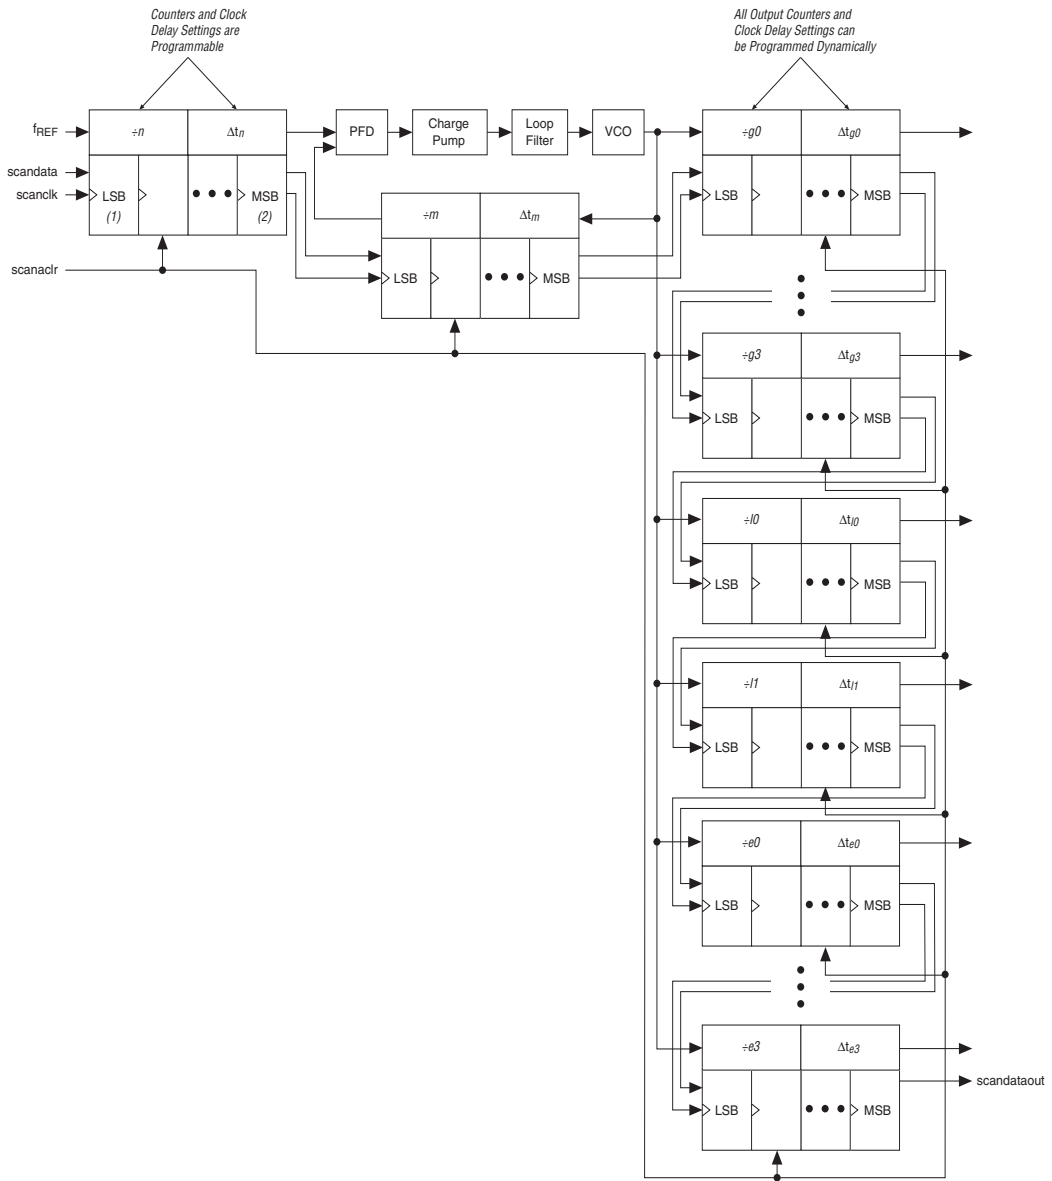 Counters and Clock
Delay Settings are
Programmable
All Output Counters and
Clock Delay Settings can
be Programmed Dynamically
fREF
÷n
Δtn
PFD
Charge
Pump
Loop
Filter
VCO
÷g0
Δtg0
scandata
scanclk
LSB
(1)
MSB
(2)
LSB
MSB
÷m
Δtm
scanaclr
LSB
MSB
÷g3
Δtg3
LSB
MSB
÷l0
Δtl0
LSB
MSB
÷l1
Δtl1
LSB
MSB
÷e0
Δte0
LSB
MSB
÷e3
Δte3
scandataout
LSB
MSB